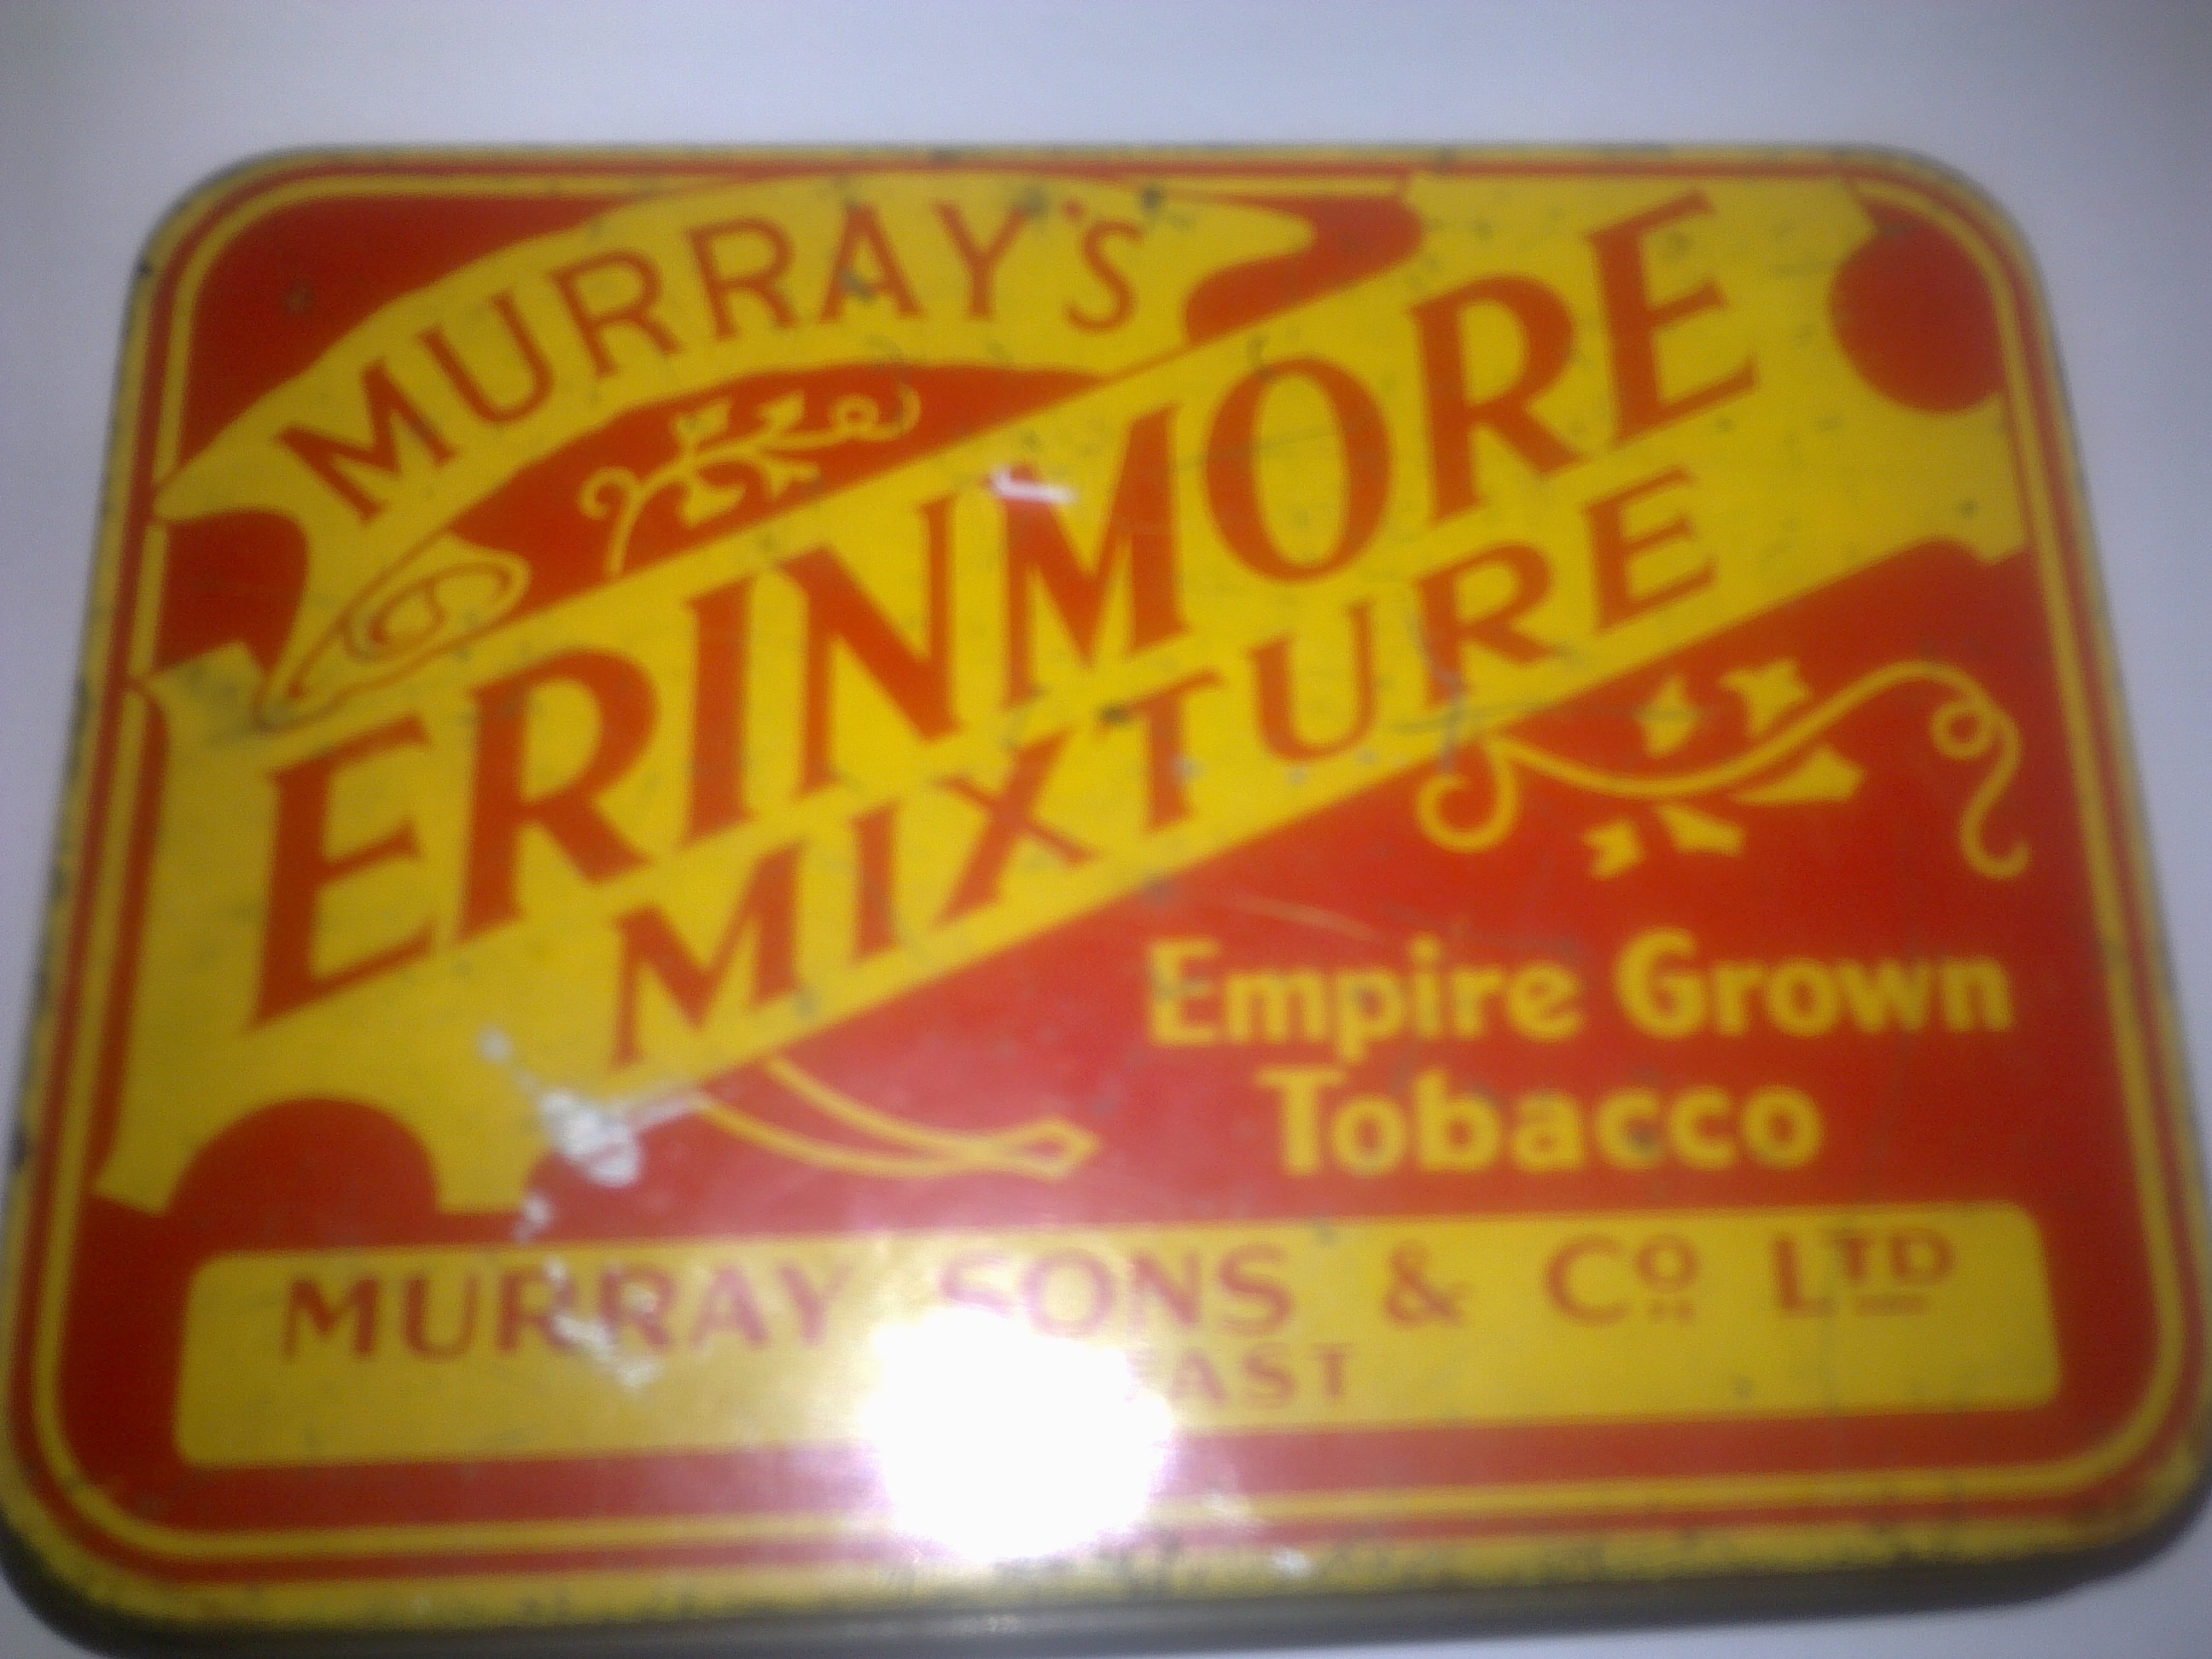 MURRAY'S
ERINMORE
MIXTURE
Empire Grown
Tobacco
MURRAY SONS & Co LTD